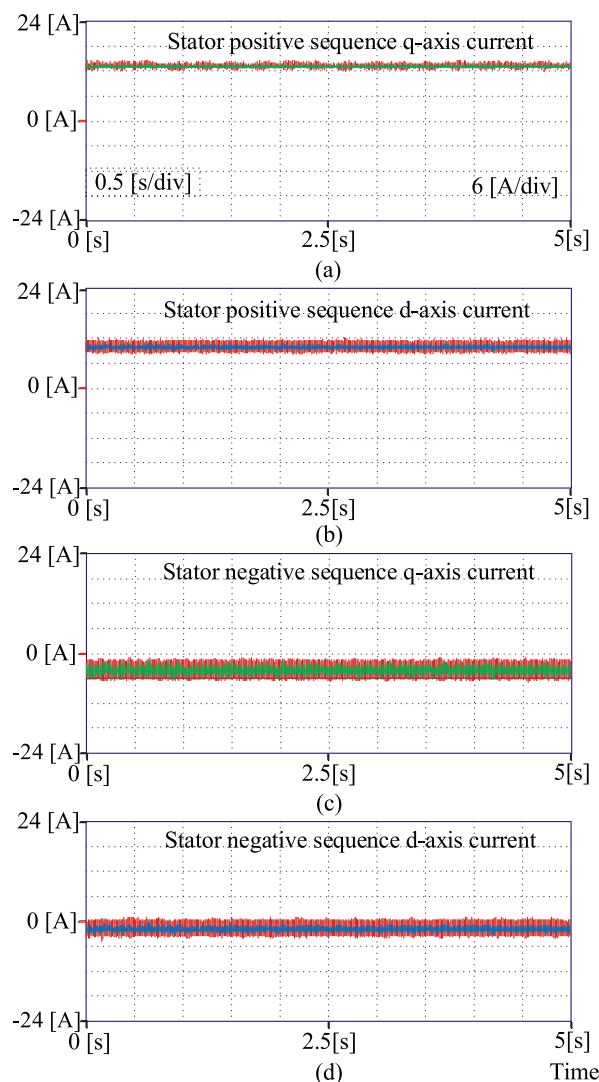 24 [A]
Stator positive sequence q-axis current
0 [A]
0.5 [s/div]
6 [A/div]
-24 [A]
0 [s]
2.5[s]
5[s]
(a)
24 [A]
Stator positive sequence d-axis current
0 [A]
-24 [A]
0 [s]
2.5[s]
5[s]
(b)
24 [A]
Stator negative sequence q-axis current
0 [A]
-24 [A]
0 [s]
2.5[s]
5[s]
(c)
24 [A]
Stator negative sequence d-axis current
0 [A]
-24 [A]
0 [s]
2.5[s]
5[s]
(d)
Time